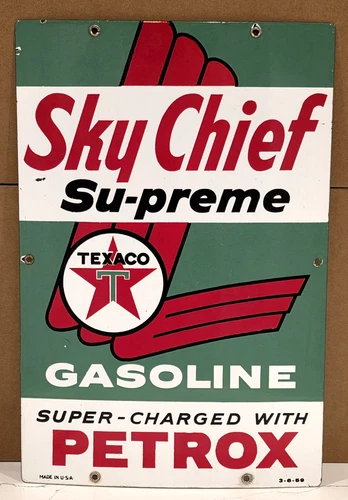 Sky Chief
Su-preme
TEXACO
T
GASOLINE
SUPER-CHARGED WITH
PETROX
MADE IN U·S·A 3-6-59